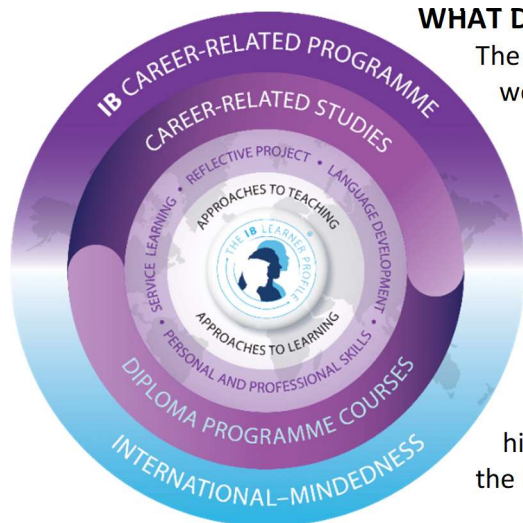 WHAT D
The
we
IB CAREER-RELATED PROGRAMME
CAREER-RELATED STUDIES
SERVICE LEARNING • REFLECTIVE PROJECT • LANGUAGE DEVELOPMENT •
APPROACHES TO TEACHING
THE IB LEARNER PROFILE
®
APPROACHES TO LEARNING
PERSONAL AND PROFESSIONAL SKILLS •
DIPLOMA PROGRAMME COURSES
INTERNATIONAL–MINDEDNESS
hi
the